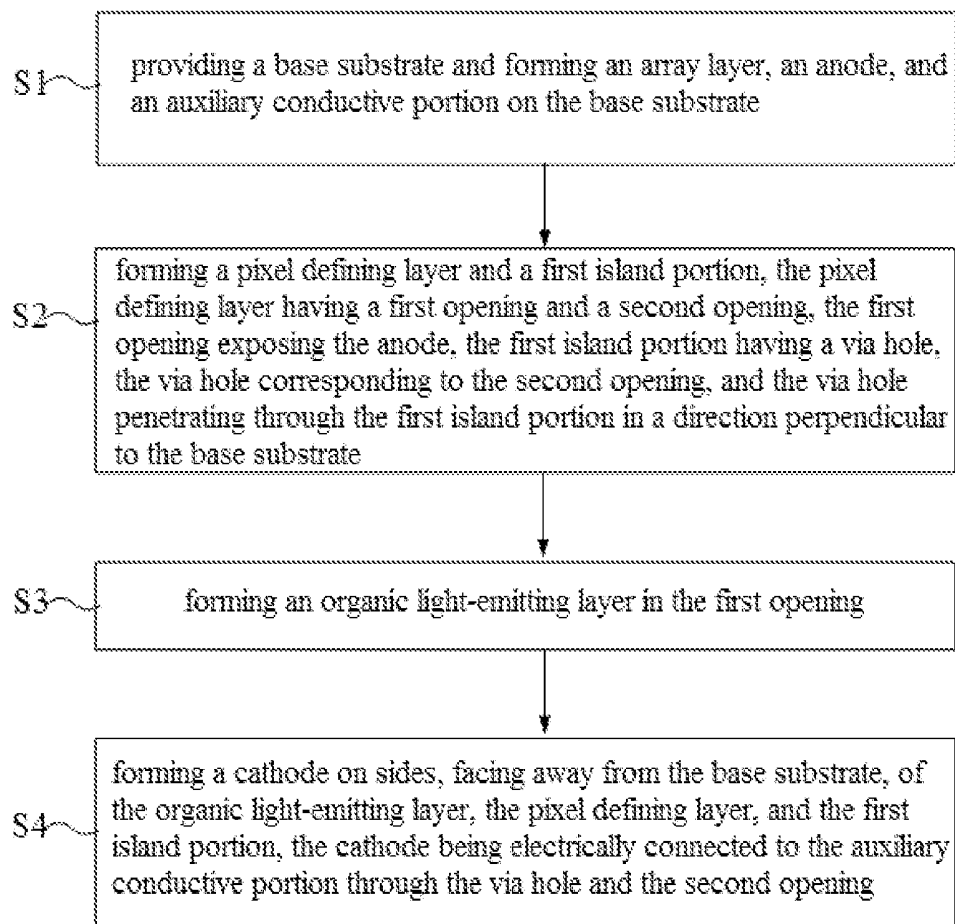 S1
providing a base substrate and forming an array layer, an anode, and
an auxiliary conductive portion on the base substrate
S2
forming a pixel defining layer and a first island portion, the pixel
defining layer having a first opening and a second opening, the first
opening exposing the anode, the first island portion having a via hole,
the via hole corresponding to the second opening, and the via hole
penetrating through the first island portion in a direction perpendicular
to the base substrate
S3
forming an organic light-emitting layer in the first opening
S4
forming a cathode on sides, facing away from the base substrate, of
the organic light-emitting layer, the pixel defining layer, and the first
island portion, the cathode being electrically connected to the auxiliary
conductive portion through the via hole and the second opening